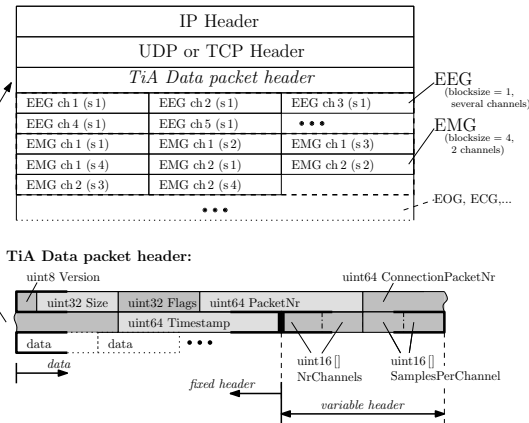 IP Header
UDP or TCP Header
TiA Data packet header
EEG ch 1 (s 1) EEG ch 2 (s 1) EEG ch 3 (s 1)
EEG ch 4 (s 1) EEG ch 5 (s 1) •••
EMG ch 1 (s 1) EMG ch 1 (s 2) EMG ch 1 (s 3)
EMG ch 1 (s 4) EMG ch 2 (s 1) EMG ch 2 (s 2)
EMG ch 2 (s 3) EMG ch 2 (s 4)
•••
EEG
(blocksize = 1,
several channels)
EMG
(blocksize = 4,
2 channels)
EOG, ECG,...
TiA Data packet header:
uint8 Version uint64 ConnectionPacketNr
uint32 Size uint32 Flags uint64 PacketNr
uint64 Timestamp
data data •••
uint16 []
NrChannels
uint16 []
SamplesPerChannel
data
fixed header
variable header